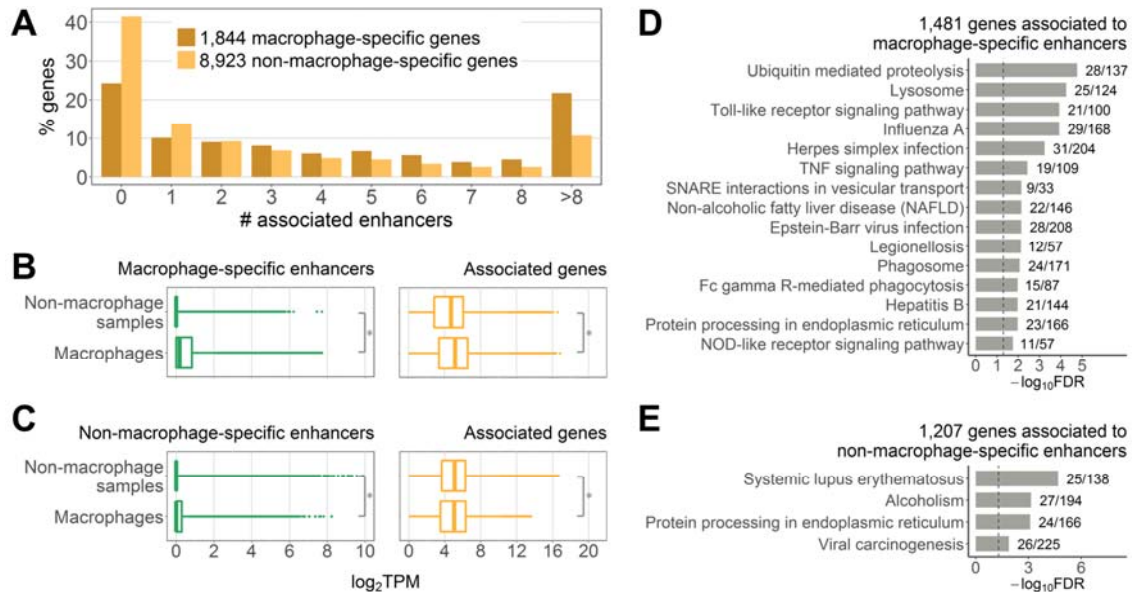 A
40
30
20
10
0
% genes
1,844 macrophage-specific genes
8,923 non-macrophage-specific genes
0 1 2 3 4 5 6 7 8 >8
# associated enhancers
B
Macrophage-specific enhancers
Associated genes
Non-macrophage
samples
Macrophages
*
*
C
Non-macrophage-specific enhancers
Associated genes
Non-macrophage
samples
Macrophages
*
*
0 2 4 6 8 10
0 4 8 12 16 20
log₂TPM
D
1,481 genes associated to
macrophage-specific enhancers
Ubiquitin mediated proteolysis 28/137
Lysosome 25/124
Toll-like receptor signaling pathway 21/100
Influenza A 29/168
Herpes simplex infection 31/204
TNF signaling pathway 19/109
SNARE interactions in vesicular transport 9/33
Non-alcoholic fatty liver disease (NAFLD) 22/146
Epstein-Barr virus infection 28/208
Legionellosis 12/57
Phagosome 24/171
Fc gamma R-mediated phagocytosis 15/87
Hepatitis B 21/144
Protein processing in endoplasmic reticulum 23/166
NOD-like receptor signaling pathway 11/57
0 1 2 3 4 5
−log₁₀FDR
E
1,207 genes associated to
non-macrophage-specific enhancers
Systemic lupus erythematosus 25/138
Alcoholism 27/194
Protein processing in endoplasmic reticulum 24/166
Viral carcinogenesis 26/225
0 3 6
−log₁₀FDR